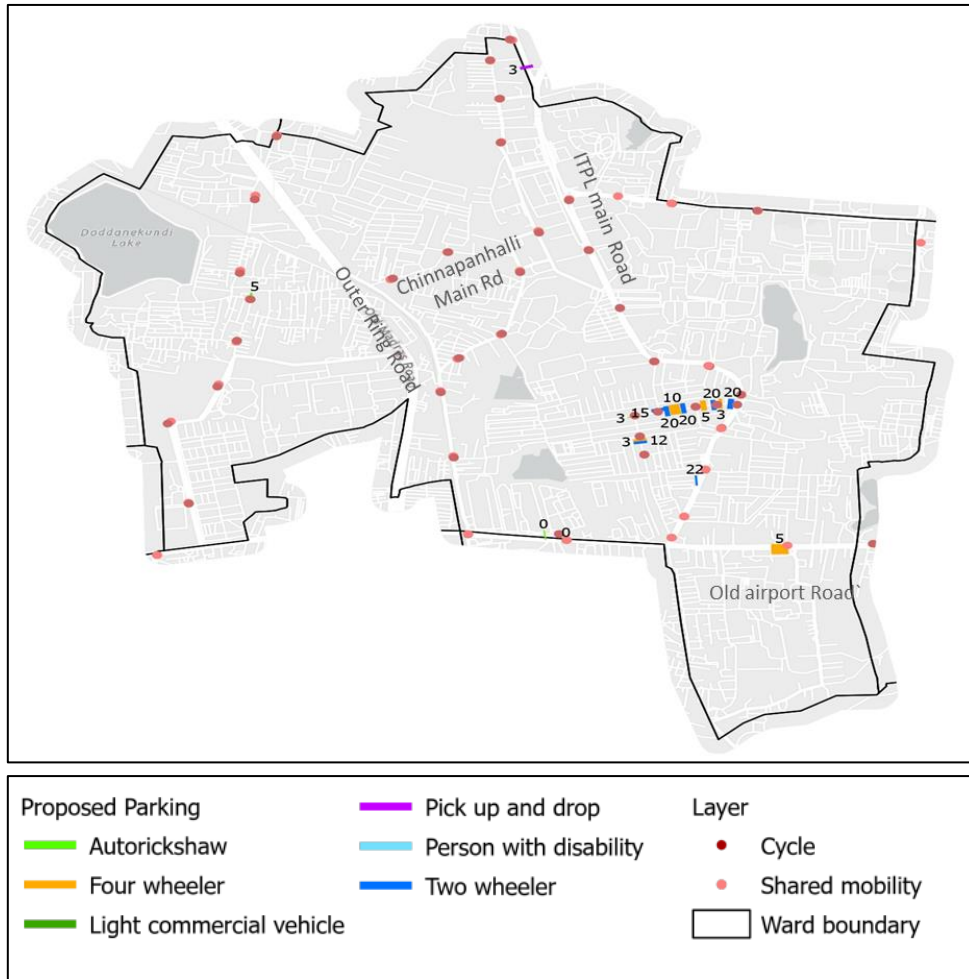 3
ITPL main Road
Doddanekundi
Lake
Chinnapanhalli
Main Rd
5
Outer Ring Road
10
20
20
3
15
20
20
5
3
3
12
22
0
0
5
Old airport Road`
Proposed Parking
Autorickshaw
Four wheeler
Light commercial vehicle
Pick up and drop
Person with disability
Two wheeler
Layer
Cycle
Shared mobility
Ward boundary